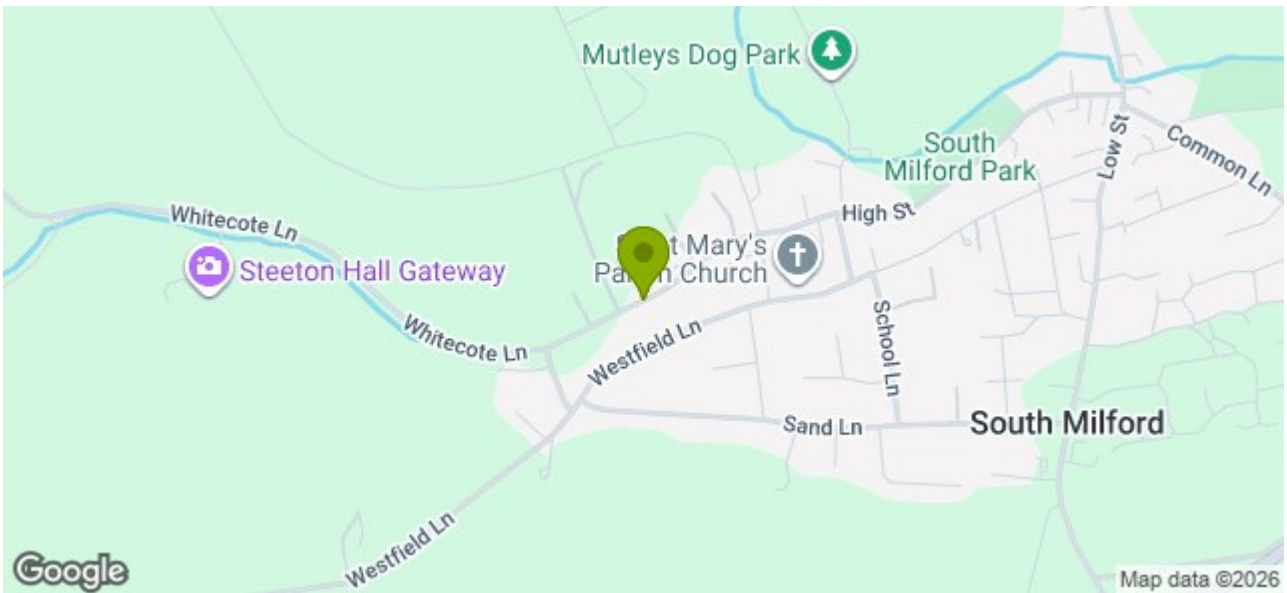 Mutleys Dog Park
South
Milford Park
Common Ln
Low St
High St
Whitecote Ln
Mary's
Church
Steeton Hall Gateway
Whitecote Ln
Westfield Ln
School Ln
Sand Ln
South Milford
Westfield Ln
Google
Map data ©2026